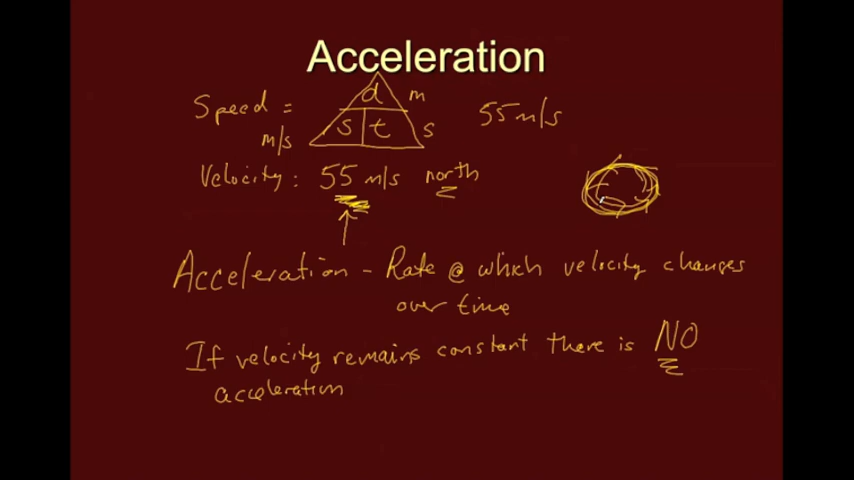 Acceleration
Speed = d m 55 m/s
m/s s t s
Velocity : 55 m/s north
Acceleration - Rate @ which velocity changes
over time
If velocity remains constant there is NO
acceleration